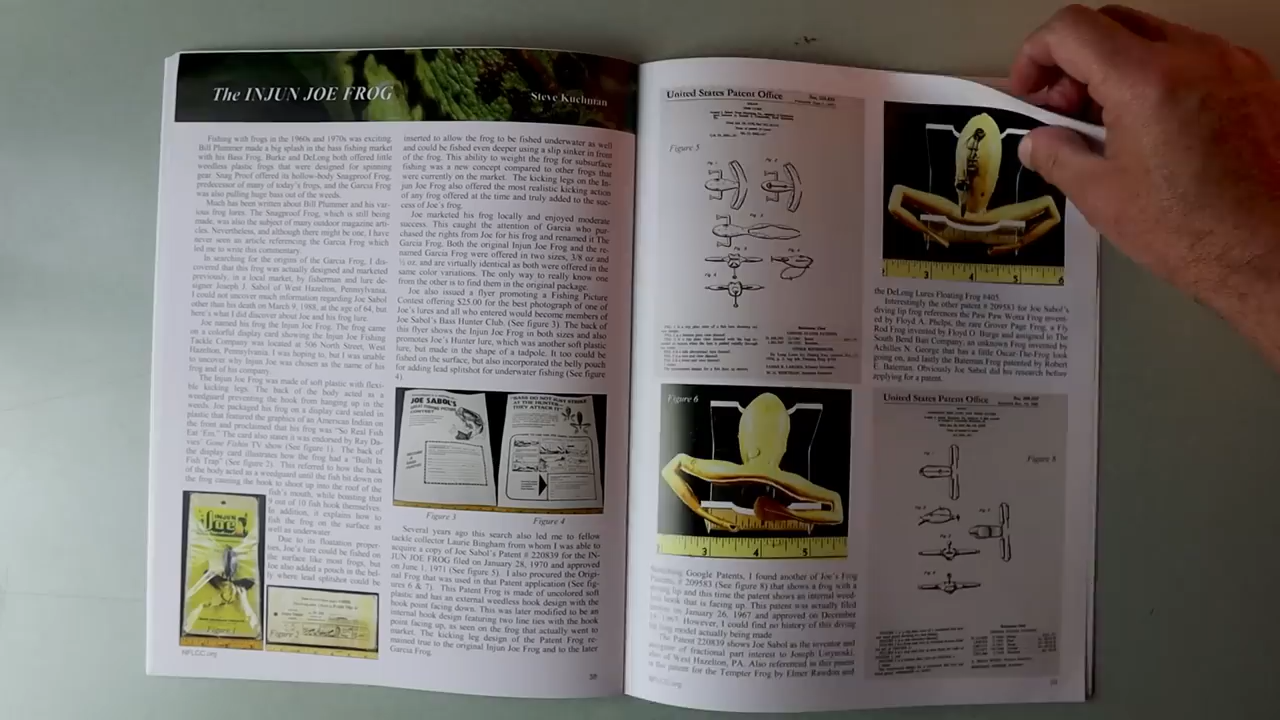 The INJUN JOE FROG
Steve Kuchnan
Fishing with frogs in the 1960s and 1970s was exciting.
Bill Plummer made a big splash in the bass fishing market
with his Bass Frog. Burke and DeLong both offered little
weedless plastic frogs that were designed for spinning
gear. Snag Proof offered its hollow-body Snagproof Frog,
predecessor of many of today's frogs, and the Garcia Frog
was also pulling huge bass out of the weeds.
Much has been written about Bill Plummer and his var-
ious frog lures. The Snagproof Frog, which is still being
made, was also the subject of many outdoor magazine arti-
cles. Nevertheless, and although there might be one, I have
never seen an article referencing the Garcia Frog which
led me to write this commentary.
In searching for the origins of the Garcia Frog, I dis-
covered that this frog was actually designed and marketed
previously, in a local market, by fisherman and lure de-
signer Joseph J. Sabol of West Hazelton, Pennsylvania.
I could not uncover much information regarding Joe Sabol
other than his death on March 9, 1988, at the age of 64, but
here's what I did discover about Joe and his frog lure.
Joe named his frog the Injun Joe Frog. The frog came
on a colorful display card showing the Injun Joe Fishing
Tackle Company was located at 506 North Street, West
Hazelton, Pennsylvania. I was hoping to, but I was unable
to uncover why Injun Joe was chosen as the name of his
frog and of his company.
The Injun Joe Frog was made of soft plastic with flexi-
ble kicking legs. The back of the body acted as a
weedguard preventing the hook from hanging up in the
weeds. Joe packaged his frog on a display card sealed in
plastic that featured the graphics of an American Indian on
the front and proclaimed that his frog was "So Real Fish
Eat 'Em." The card also states it was endorsed by Ray Da-
vies' Gone Fishin TV show (See figure 1). The back of
the display card illustrates how the frog had a "Built In
Fish Trap" (See figure 2). This referred to how the back
of the body acted as a weedguard until the fish bit down on
the frog causing the hook to shoot up into the roof of the
fish's mouth, while boasting that
9 out of 10 fish hook themselves.
In addition, it explains how to
fish the frog on the surface as
well as underwater.
Due to its floatation proper-
ties, Joe's lure could be fished on
the surface like most frogs, but
Joe also added a pouch in the bel-
ly where lead splitshot could be
INJUN
Joe
Figure 1
Figure 2
NFLCC.org
inserted to allow the frog to be fished underwater as well
and could be fished even deeper using a slip sinker in front
of the frog. This ability to weight the frog for subsurface
fishing was a new concept compared to other frogs that
were currently on the market. The kicking legs on the In-
jun Joe Frog also offered the most realistic kicking action
of any frog offered at the time and truly added to the suc-
cess of Joe's frog.
Joe marketed his frog locally and enjoyed moderate
success. This caught the attention of Garcia who pur-
chased the rights from Joe for his frog and renamed it The
Garcia Frog. Both the original Injun Joe Frog and the re-
named Garcia Frog were offered in two sizes, 3/8 oz and
½ oz, and are virtually identical as both were offered in the
same color variations. The only way to really know one
from the other is to find them in the original package.
Joe also issued a flyer promoting a Fishing Picture
Contest offering $25.00 for the best photograph of one of
Joe's lures and all who entered would become members of
Joe Sabol's Bass Hunter Club. (See figure 3). The back of
this flyer shows the Injun Joe Frog in both sizes and also
promotes Joe's Hunter lure, which was another soft plastic
lure, but made in the shape of a tadpole. It too could be
fished on the surface, but also incorporated the belly pouch
for adding lead splitshot for underwater fishing (See figure
4).
JOE SABOL'S
Figure 3
Figure 4
Several years ago this search also led me to fellow
tackle collector Laurie Bingham from whom I was able to
acquire a copy of Joe Sabol's Patent # 220839 for the IN-
JUN JOE FROG filed on January 28, 1970 and approved
on June 1, 1971 (See figure 5). I also procured the Origi-
nal Frog that was used in that Patent application (See fig-
ures 6 & 7). This Patent Frog is made of uncolored soft
plastic and has an external weedless hook design with the
hook point facing down. This was later modified to be an
internal hook design featuring two line ties with the hook
point facing up, as seen on the frog that actually went to
market. The kicking leg design of the Patent Frog re-
mained true to the original Injun Joe Frog and to the later
Garcia Frog.
38
United States Patent Office
Figure 5
Figure 6
3 4 5
Google Patents, I found another of Joe's Frog
# 209583 (See figure 8) that shows a frog with a
lip and this time the patent shows an internal weed-
hook that is facing up. This patent was actually filed
on January 26, 1967 and approved on December
1967. However, I could find no history of this diving
lip model actually being made
The Patent 220839 shows Joe Sabol as the inventor and
assignor of fractional part interest to Joseph
of West Hazelton, PA. Also referenced in this patent
is this patent for the Tempter Frog by Elmer Rawdon and
NFLCC.org
3 4 5 6
the DeLong Lures Floating Frog #405.
Interestingly the other patent # 209583 for Joe Sabol's
diving lip frog references the Paw Paw Wotta Frog invent-
ed by Floyd A. Phelps, the rare Grover Page Frog, a Fly
Rod Frog invented by Floyd O. Burgs and assigned to the
South Bend Bait Company, an unknown Frog invented by
Achilles N. George that has a little Oscar-The-Frog look
going on, and lastly the Bateman Frog patented by Robert
E. Bateman. Obviously Joe Sabol did his research before
applying for a patent.
United States Patent Office
Figure 8